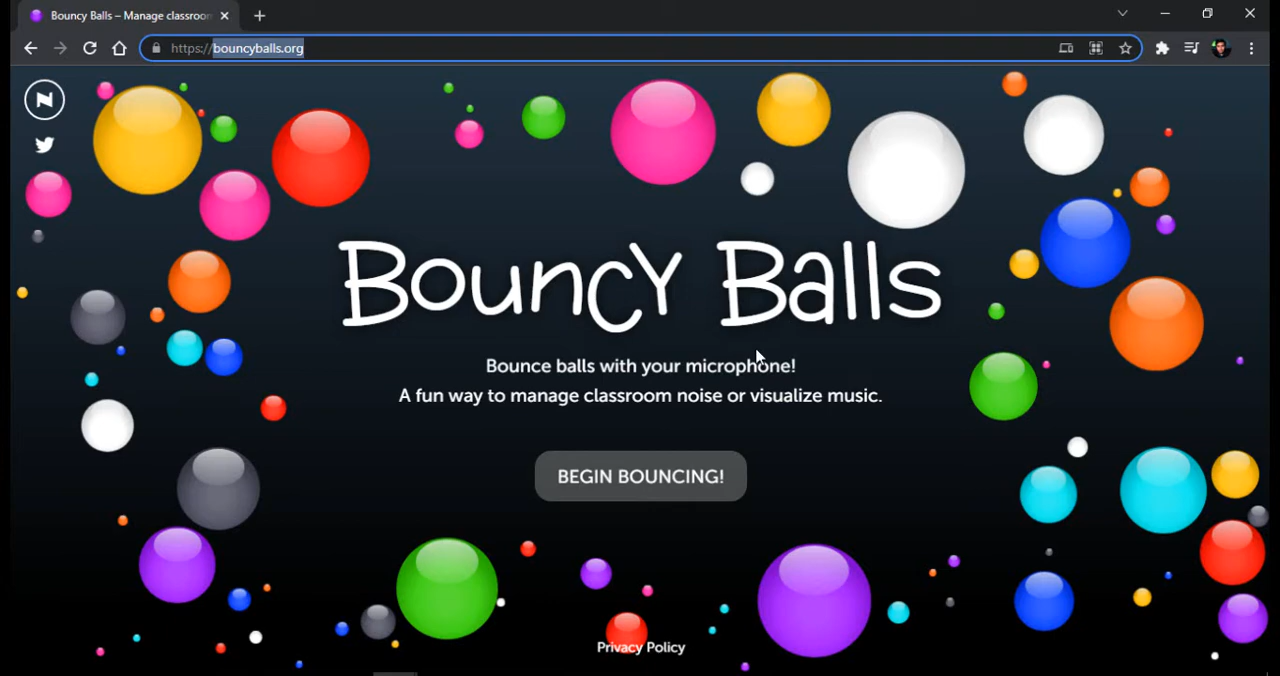 Bouncy Balls – Manage classroom
https://bouncyballs.org
N
Bouncy Balls
Bounce balls with your microphone!
A fun way to manage classroom noise or visualize music.
BEGIN BOUNCING!
Privacy Policy